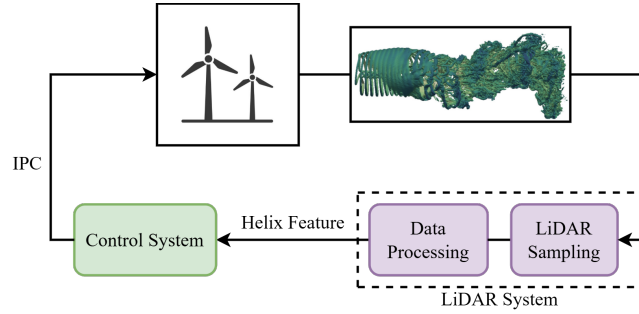 IPC
Control System
Helix Feature
Data
Processing
LiDAR
Sampling
LiDAR System